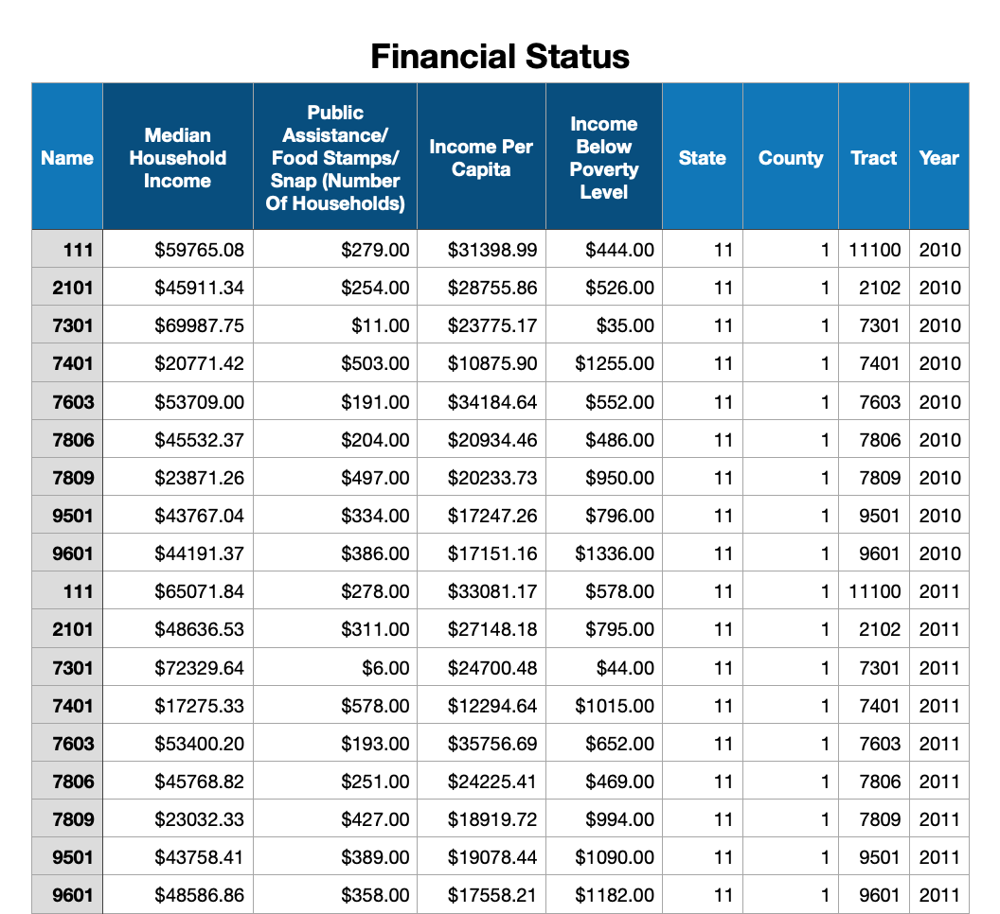 Financial Status
Name Median Household Income Public Assistance/ Food Stamps/ Snap (Number Of Households) Income Per Capita Income Below Poverty Level State County Tract Year
111 $59765.08 $279.00 $31398.99 $444.00 11 1 11100 2010
2101 $45911.34 $254.00 $28755.86 $526.00 11 1 2102 2010
7301 $69987.75 $11.00 $23775.17 $35.00 11 1 7301 2010
7401 $20771.42 $503.00 $10875.90 $1255.00 11 1 7401 2010
7603 $53709.00 $191.00 $34184.64 $552.00 11 1 7603 2010
7806 $45532.37 $204.00 $20934.46 $486.00 11 1 7806 2010
7809 $23871.26 $497.00 $20233.73 $950.00 11 1 7809 2010
9501 $43767.04 $334.00 $17247.26 $796.00 11 1 9501 2010
9601 $44191.37 $386.00 $17151.16 $1336.00 11 1 9601 2010
111 $65071.84 $278.00 $33081.17 $578.00 11 1 11100 2011
2101 $48636.53 $311.00 $27148.18 $795.00 11 1 2102 2011
7301 $72329.64 $6.00 $24700.48 $44.00 11 1 7301 2011
7401 $17275.33 $578.00 $12294.64 $1015.00 11 1 7401 2011
7603 $53400.20 $193.00 $35756.69 $652.00 11 1 7603 2011
7806 $45768.82 $251.00 $24225.41 $469.00 11 1 7806 2011
7809 $23032.33 $427.00 $18919.72 $994.00 11 1 7809 2011
9501 $43758.41 $389.00 $19078.44 $1090.00 11 1 9501 2011
9601 $48586.86 $358.00 $17558.21 $1182.00 11 1 9601 2011